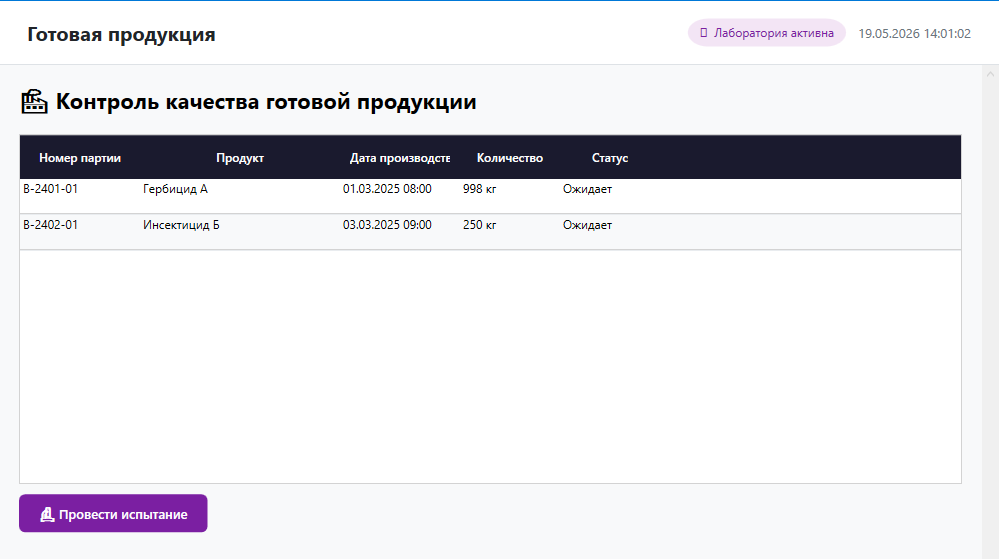 Готовая продукция
Лаборатория активна
19.05.2026 14:01:02
Контроль качества готовой продукции
Номер партии Продукт Дата производств Количество Статус
B-2401-01 Гербицид А 01.03.2025 08:00 998 кг Ожидает
B-2402-01 Инсектицид Б 03.03.2025 09:00 250 кг Ожидает
Провести испытание